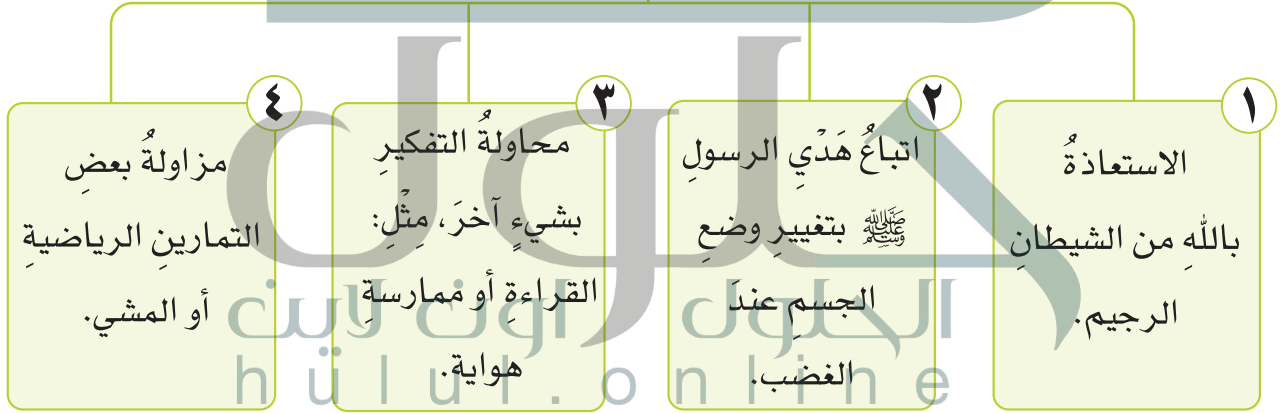 ١
الاستعاذةُ
باللهِ من الشيطانِ
الرجيم.
٢
اتباعُ هَدْيِ الرسولِ
ﷺ بتغييرِ وضعِ
الجسمِ عندَ
الغضب.
٣
محاولةُ التفكيرِ
بشيءٍ آخرَ، مِثْلِ:
القراءةِ أو ممارسةِ
هواية.
٤
مزاولةُ بعضِ
التمارينِ الرياضيةِ
أو المشي.
حلول
الحلول اون لاين
hülul.online